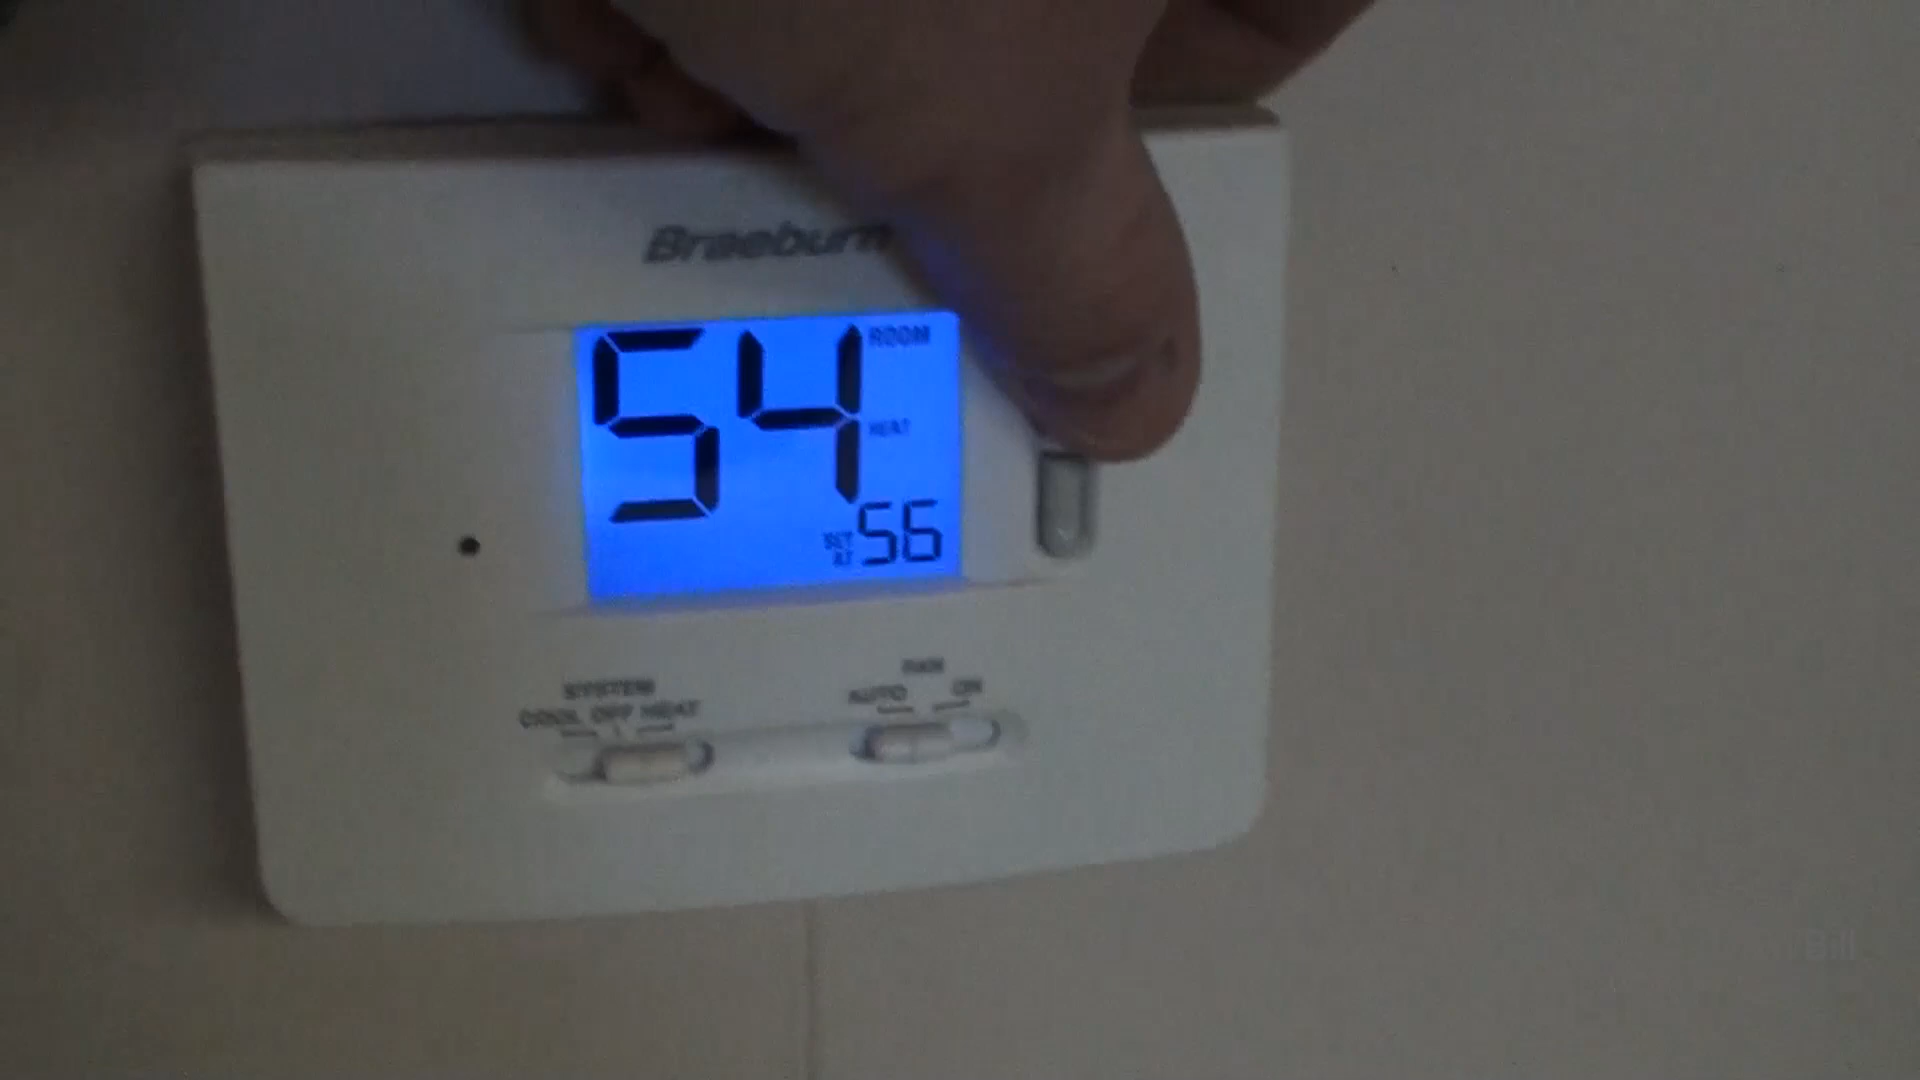 Braeburn
54 ROOM
HEAT
SET AT 56
SYSTEM
COOL OFF HEAT
FAN
AUTO ON